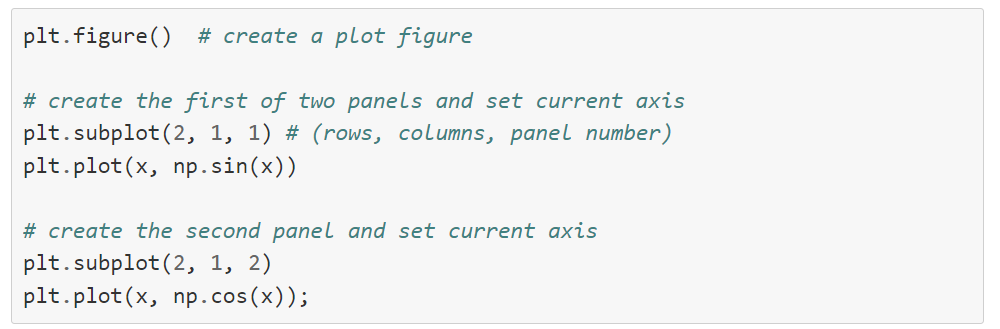 plt.figure()  # create a plot figure
# create the first of two panels and set current axis
plt.subplot(2, 1, 1) # (rows, columns, panel number)
plt.plot(x, np.sin(x))
# create the second panel and set current axis
plt.subplot(2, 1, 2)
plt.plot(x, np.cos(x));